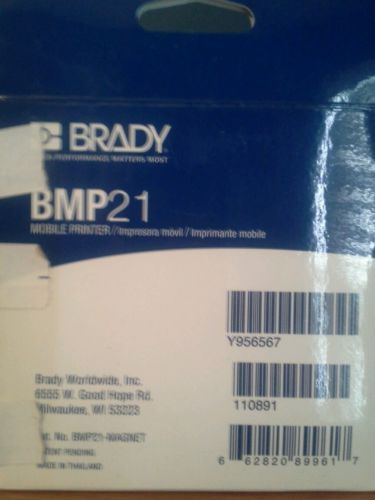 BRADY
WHEN PERFORMANCE MATTERS MOST
BMP21
MOBILE PRINTER // Impresora móvil / Imprimante mobile
Y956567
Brady Worldwide, Inc.
6555 W. Good Hope Rd.
Milwaukee, WI 53223
110891
Cat. No. BMP21-MAGNET
PATENT PENDING
MADE IN THAILAND
6 62820 89961 7